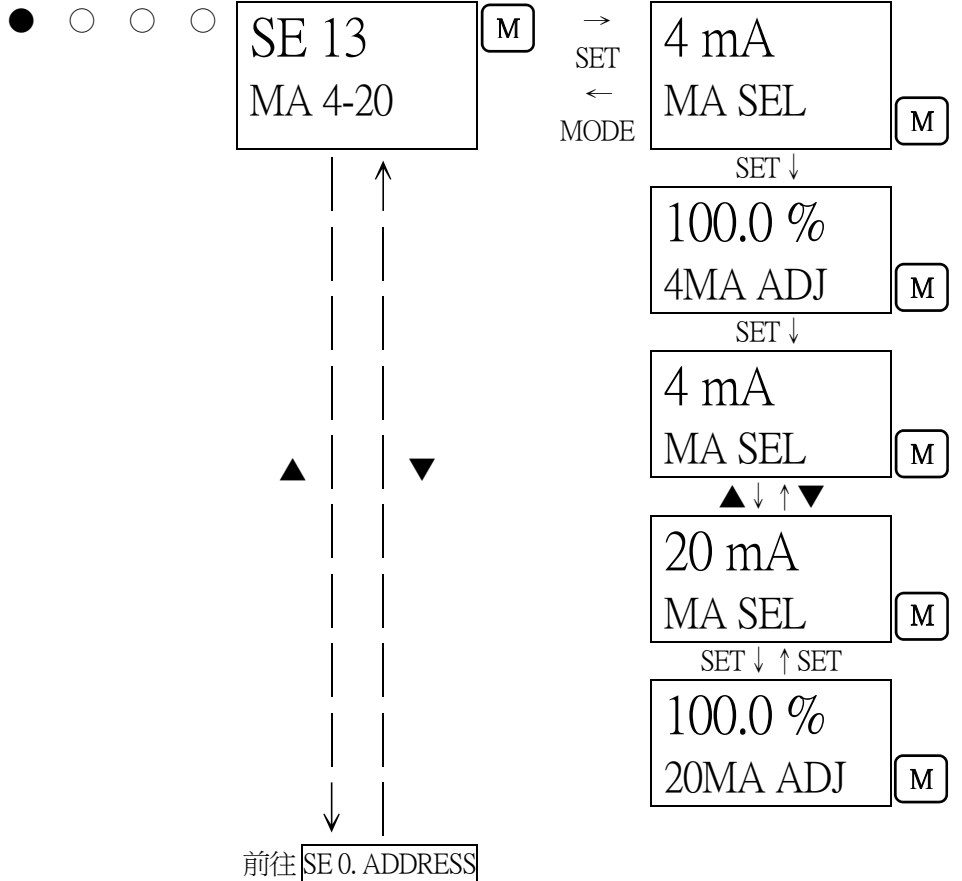 SE 13
MA 4-20
M
→
SET
←
MODE
4 mA
MA SEL
M
SET ↓
100.0 %
4MA ADJ
M
SET ↓
4 mA
MA SEL
M
▲ ↓ ↑ ▼
20 mA
MA SEL
M
SET ↓ ↑ SET
100.0 %
20MA ADJ
M
▲ ▼
前往 SE 0. ADDRESS